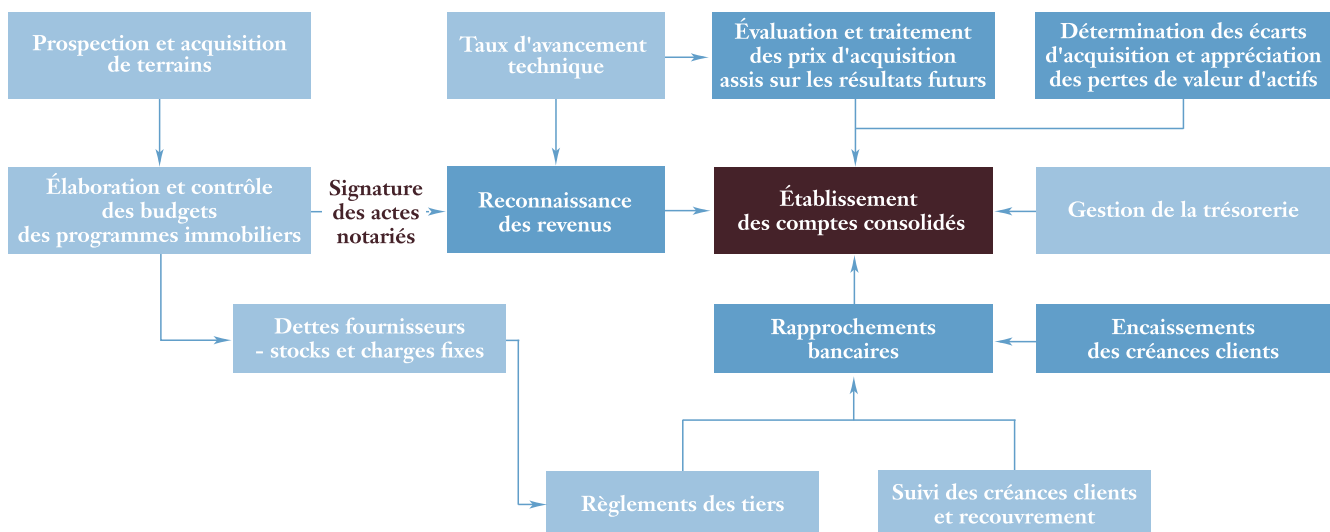 Prospection et acquisition
de terrains
Taux d'avancement
technique
Évaluation et traitement
des prix d'acquisition
assis sur les résultats futurs
Détermination des écarts
d'acquisition et appréciation
des pertes de valeur d'actifs
Élaboration et contrôle
des budgets
des programmes immobiliers
Signature
des actes
notariés
Reconnaissance
des revenus
Établissement
des comptes consolidés
Gestion de la trésorerie
Dettes fournisseurs
- stocks et charges fixes
Rapprochements
bancaires
Encaissements
des créances clients
Règlements des tiers
Suivi des créances clients
et recouvrement